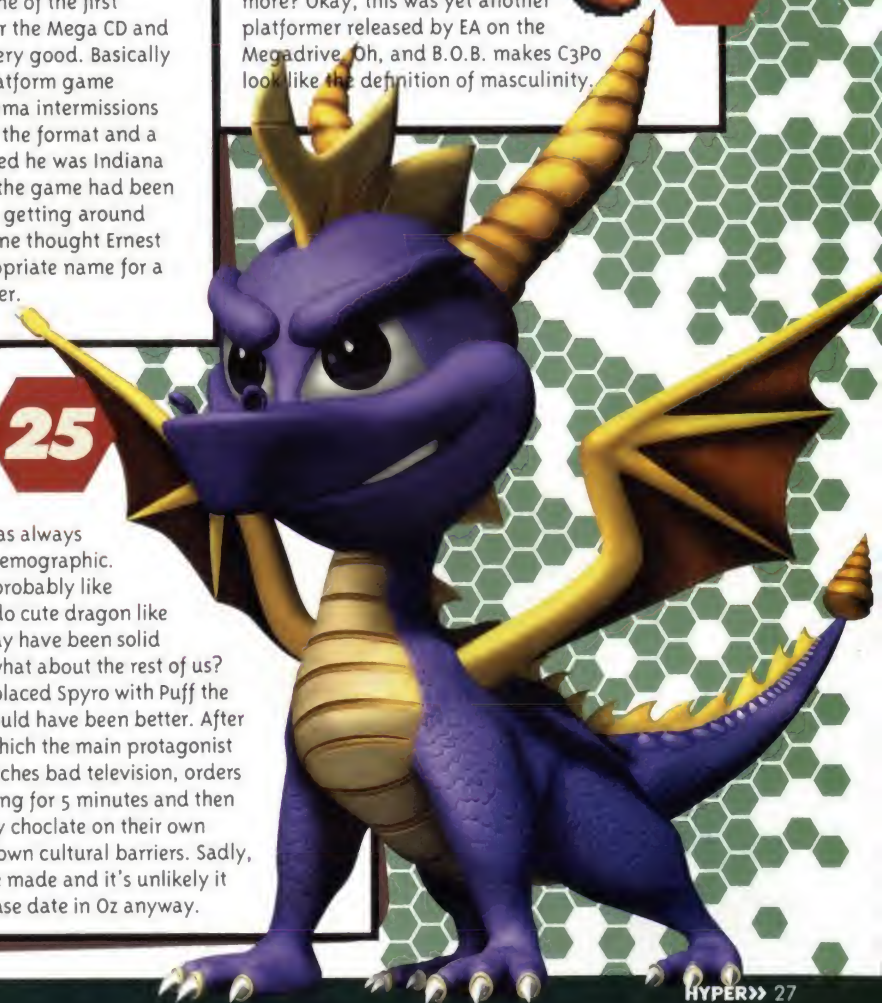 ne of the first
r the Mega CD and
ery good. Basically
atform game
ma intermissions
the format and a
ed he was Indiana
the game had been
getting around
ne thought Ernest
opriate name for a
er.
more? Okay, this was yet another
platformer released by EA on the
Megadrive. Oh, and B.O.B. makes C3Po
look like the definition of masculinity.
25
as always
emographic.
probably like
do cute dragon like
ay have been solid
what about the rest of us?
placed Spyro with Puff the
ould have been better. After
which the main protagonist
ches bad television, orders
ng for 5 minutes and then
y choclate on their own
own cultural barriers. Sadly,
e made and it's unlikely it
ase date in Oz anyway.
HYPER>> 27